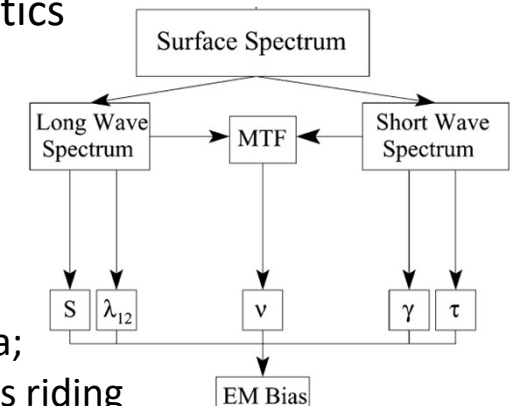 tics
Surface Spectrum
Long Wave
Spectrum
MTF
Short Wave
Spectrum
S
λ12
ν
γ
τ
a;
s riding
EM Bias